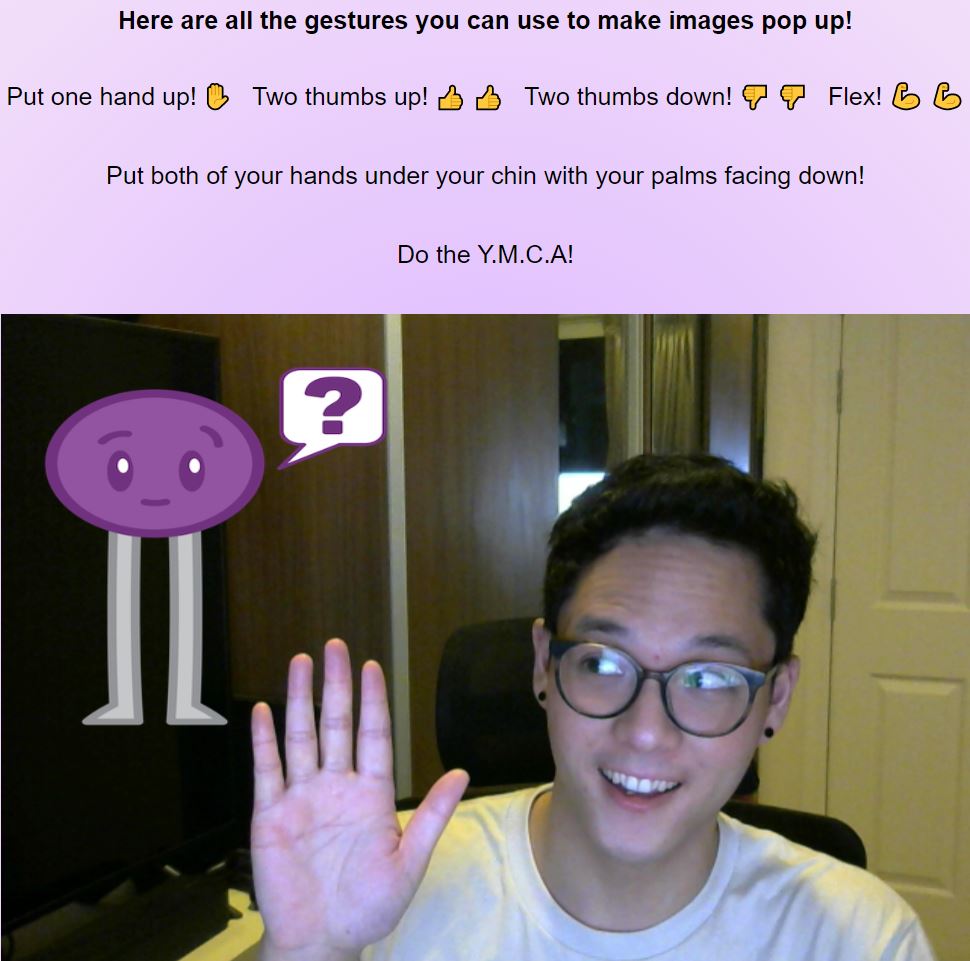 Here are all the gestures you can use to make images pop up!
Put one hand up! ✋ Two thumbs up! 👍 👍 Two thumbs down! 👎 👎 Flex! 💪 💪
Put both of your hands under your chin with your palms facing down!
Do the Y.M.C.A!
?